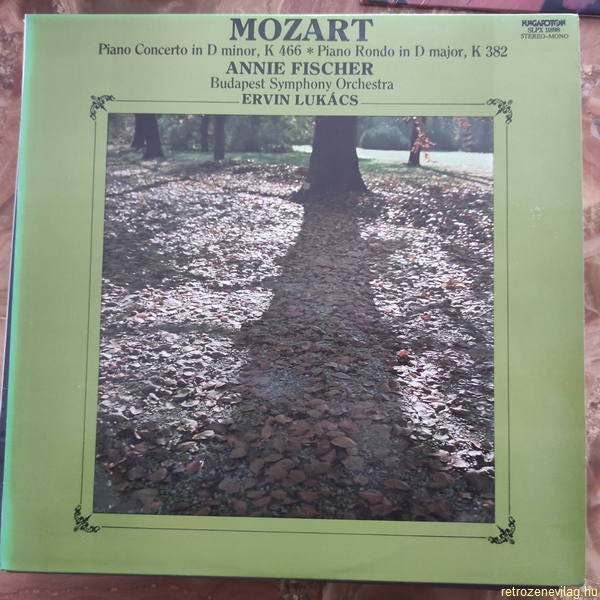 MOZART
Piano Concerto in D minor, K 466 * Piano Rondo in D major, K 382
ANNIE FISCHER
Budapest Symphony Orchestra
ERVIN LUKÁCS
HUNGAROTON
SLPX 11898
STEREO-MONO
retrozenevilag.hu